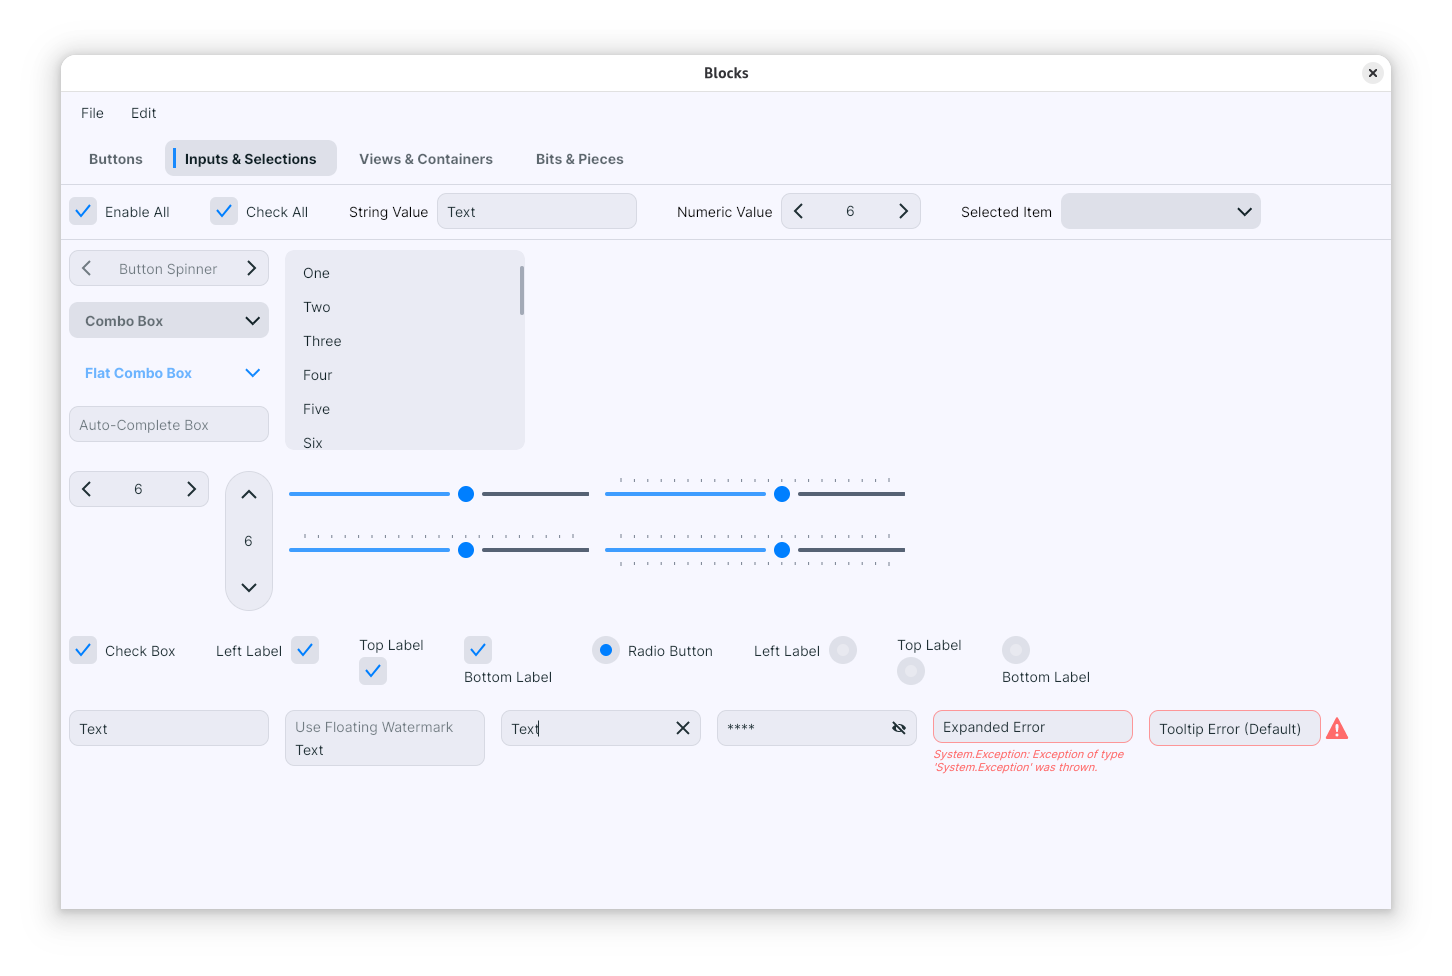 Blocks
File Edit
Buttons Inputs & Selections Views & Containers Bits & Pieces
Enable All Check All String Value Text Numeric Value 6 Selected Item
Button Spinner
Combo Box
Flat Combo Box
Auto-Complete Box
One
Two
Three
Four
Five
Six
6
6
Check Box Left Label Top Label Bottom Label Radio Button Left Label Top Label Bottom Label
Text
Use Floating Watermark
Text
Text
****
Expanded Error
System.Exception: Exception of type
'System.Exception' was thrown.
Tooltip Error (Default)